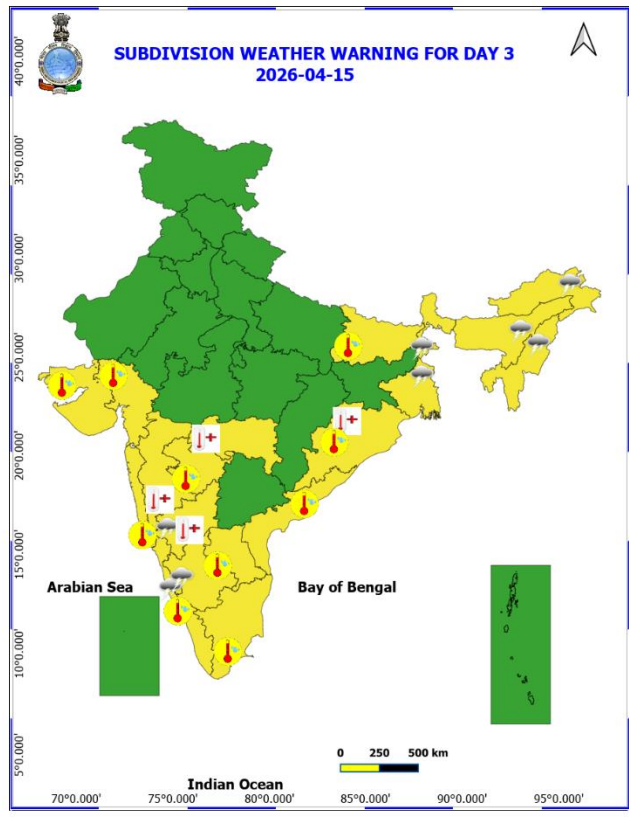 SUBDIVISION WEATHER WARNING FOR DAY 3
2026-04-15
40°0.000'
35°0.000'
30°0.000'
25°0.000'
20°0.000'
15°0.000'
10°0.000'
5°0.000'
Arabian Sea
Bay of Bengal
0 250 500 km
Indian Ocean
70°0.000' 75°0.000' 80°0.000' 85°0.000' 90°0.000' 95°0.000'